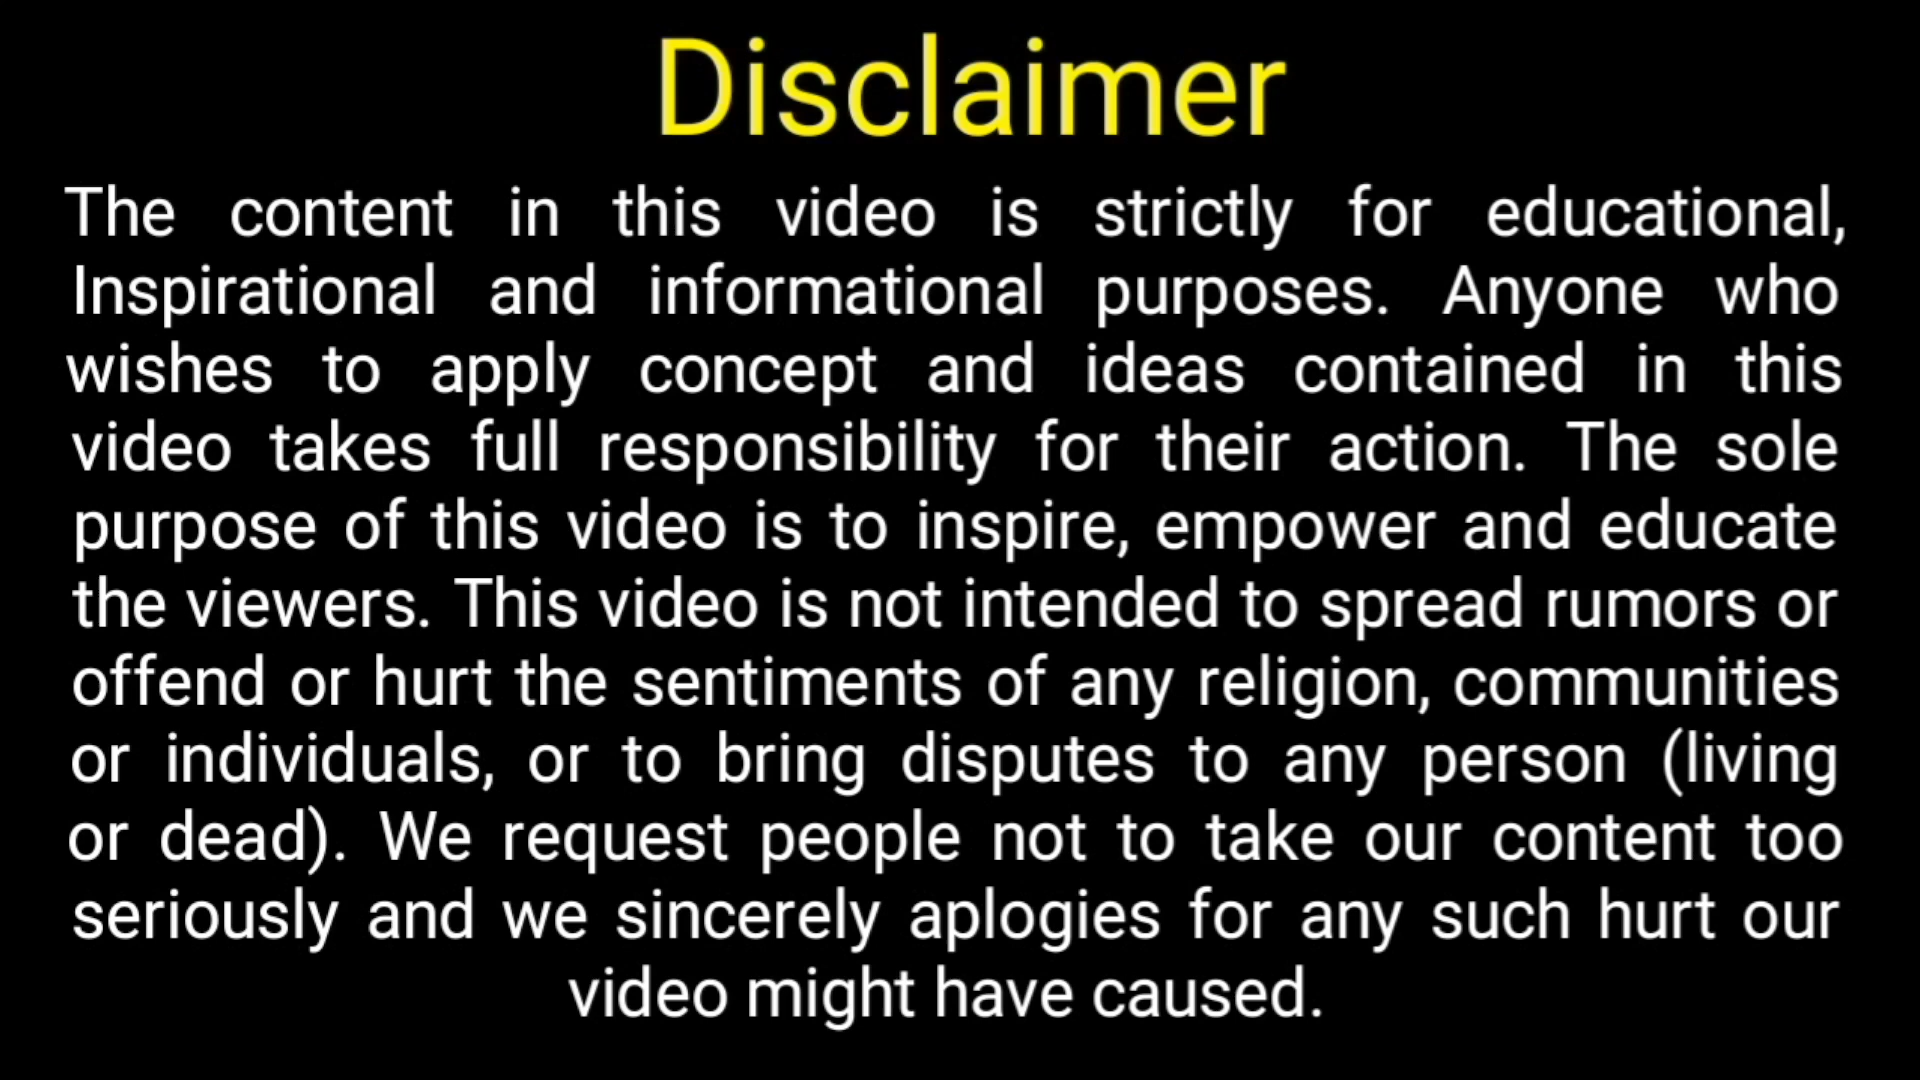 Disclaimer
The content in this video is strictly for educational,
Inspirational and informational purposes. Anyone who
wishes to apply concept and ideas contained in this
video takes full responsibility for their action. The sole
purpose of this video is to inspire, empower and educate
the viewers. This video is not intended to spread rumors or
offend or hurt the sentiments of any religion, communities
or individuals, or to bring disputes to any person (living
or dead). We request people not to take our content too
seriously and we sincerely aplogies for any such hurt our
video might have caused.